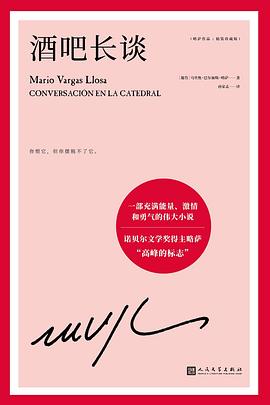 酒吧长谈
（略萨作品：精装珍藏版）
Mario Vargas Llosa
CONVERSACIÓN EN LA CATEDRAL
［秘鲁］马里奥·巴尔加斯·略萨——著
孙家孟——译
你恨它，但你摆脱不了它。
一部充满能量、激情
和勇气的伟大小说
诺贝尔文学奖得主略萨
“高峰的标志”
人民文学出版社